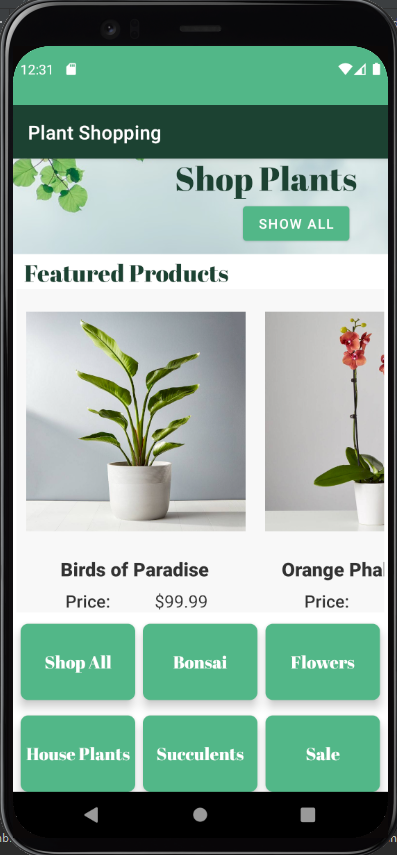 12:31
Plant Shopping
Shop Plants
SHOW ALL
Featured Products
Birds of Paradise
Orange Phal
Price: $99.99
Price:
Shop All
Bonsai
Flowers
House Plants
Succulents
Sale